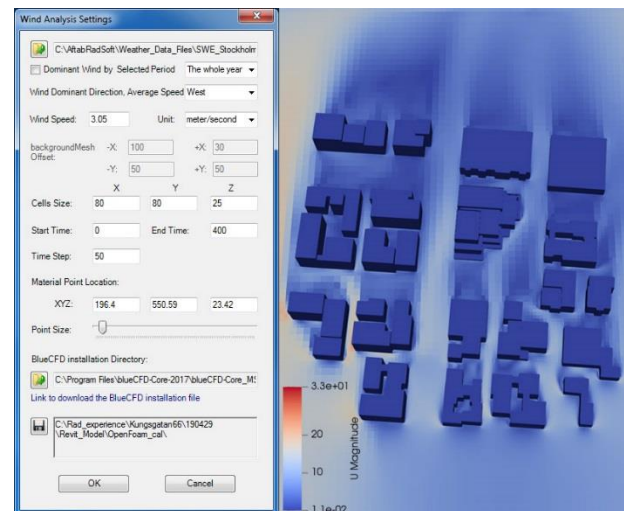 Wind Analysis Settings
C:\AftabRadSoft\Weather_Data_Files\SWE_Stockholm
Dominant Wind by Selected Period The whole year
Wind Dominant Direction, Average Speed West
Wind Speed: 3.05 Unit: meter/second
backgroundMesh Offset: -X: 100 +X: 30
-Y: 50 +Y: 50
X Y Z
Cells Size: 80 80 25
Start Time: 0 End Time: 400
Time Step: 50
Material Point Location:
XYZ: 196.4 550.59 23.42
Point Size:
BlueCFD installation Directory:
C:\Program Files\blueCFD-Core-2017\blueCFD-Core_MS
Link to download the BlueCFD installation file
C:\Rad_experience\Kungsgatan66\190429
\Revit_Model\OpenFoam_cal\
OK Cancel
3.3e+01
20
10
1.1e-02
U Magnitude